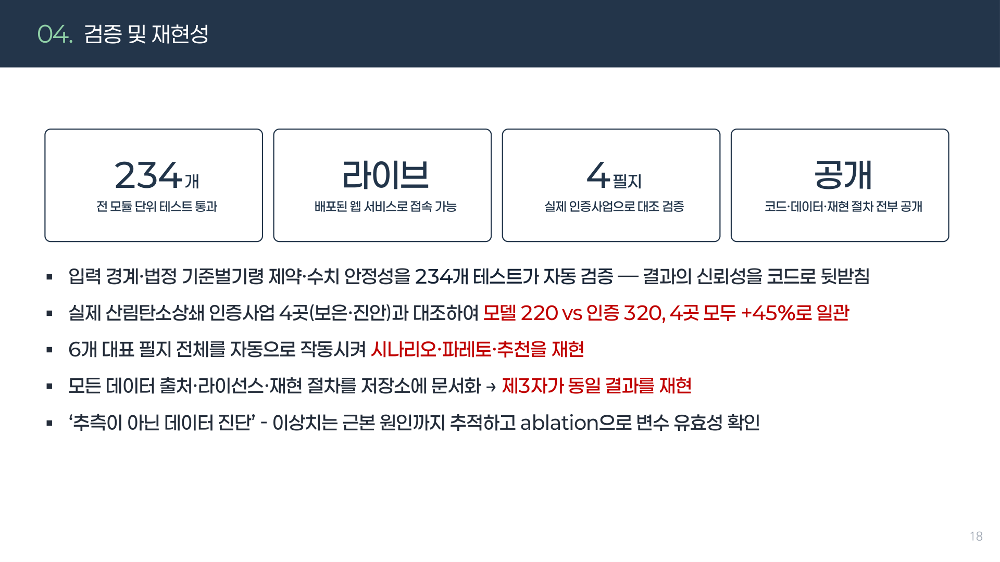 04. 검증 및 재현성
234개
전 모듈 단위 테스트 통과
라이브
배포된 웹 서비스로 접속 가능
4필지
실제 인증사업으로 대조 검증
공개
코드·데이터·재현 절차 전부 공개
▪ 입력 경계·법정 기준벌기령 제약·수치 안정성을 234개 테스트가 자동 검증 — 결과의 신뢰성을 코드로 뒷받침
▪ 실제 산림탄소상쇄 인증사업 4곳(보은·진안)과 대조하여 모델 220 vs 인증 320, 4곳 모두 +45%로 일관
▪ 6개 대표 필지 전체를 자동으로 작동시켜 시나리오·파레토·추천을 재현
▪ 모든 데이터 출처·라이선스·재현 절차를 저장소에 문서화 → 제3자가 동일 결과를 재현
▪ ‘추측이 아닌 데이터 진단’ - 이상치는 근본 원인까지 추적하고 ablation으로 변수 유효성 확인
18